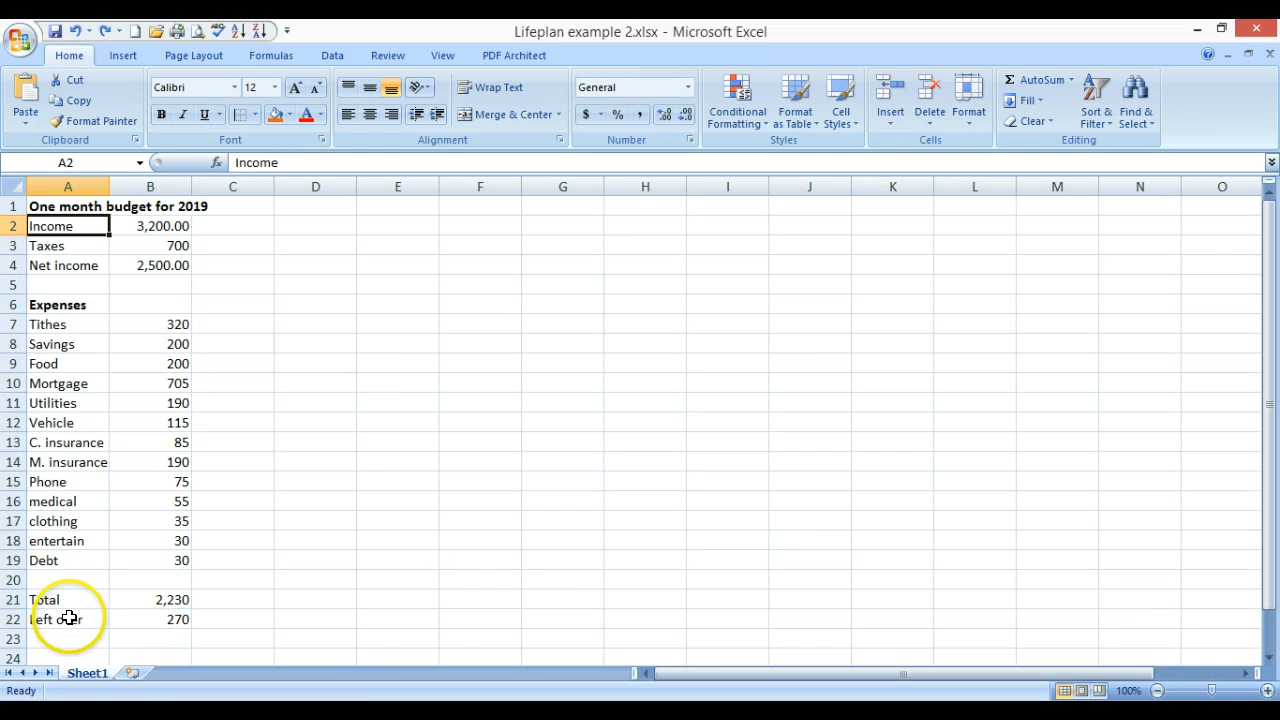 Lifeplan example 2.xlsx - Microsoft Excel
Home Insert Page Layout Formulas Data Review View PDF Architect
Paste Cut Copy Format Painter Clipboard
Calibri 12 B I U A Font
Wrap Text Merge & Center Alignment
General $ % , Number
Conditional Formatting Format as Table Cell Styles Styles
Insert Delete Format Cells
AutoSum Fill Clear Sort & Filter Find & Select Editing
A2 fx Income
A B C D E F G H I J K L M N O
1 One month budget for 2019
2 Income 3,200.00
3 Taxes 700
4 Net income 2,500.00
5
6 Expenses
7 Tithes 320
8 Savings 200
9 Food 200
10 Mortgage 705
11 Utilities 190
12 Vehicle 115
13 C. insurance 85
14 M. insurance 190
15 Phone 75
16 medical 55
17 clothing 35
18 entertain 30
19 Debt 30
20
21 Total 2,230
22 Left over 270
23
24
Sheet1
Ready 100%